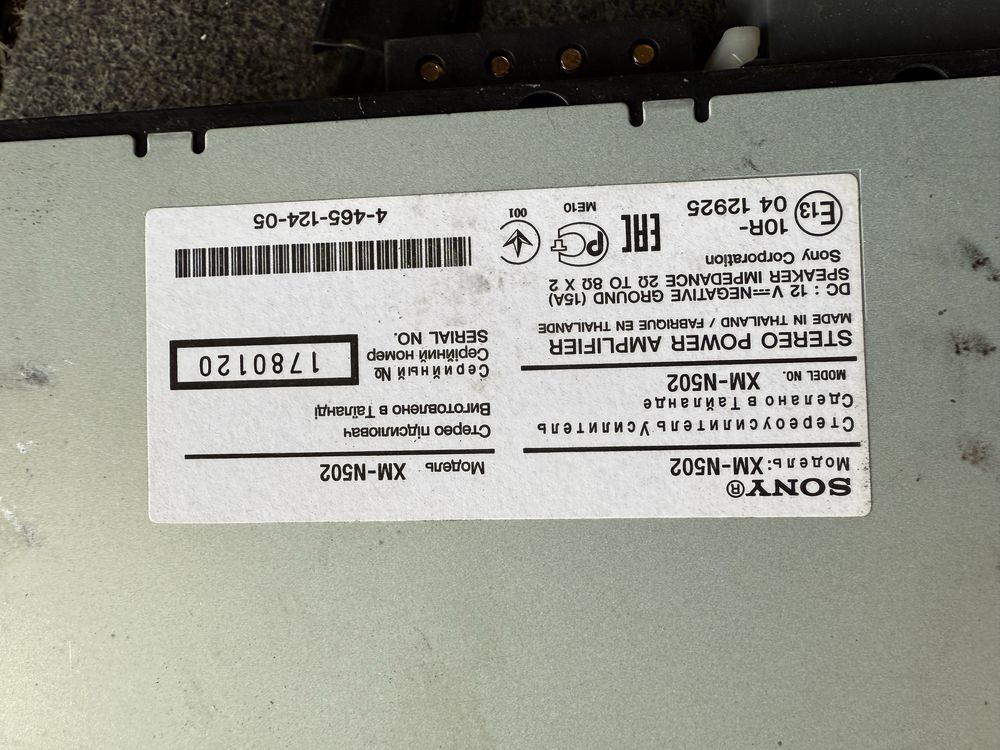 SONY®
Модель: XM-N502
Стереоусилитель Усилитель
Сделано в Тайланде
MODEL NO. XM-N502
STEREO POWER AMPLIFIER
MADE IN THAILAND / FABRIQUE EN THAILANDE
DC : 12 V⎓NEGATIVE GROUND (15A)
SPEAKER IMPEDANCE 2Ω TO 8Ω X 2
Sony Corporation
E13
10R-
04 12925
EAC
PC
ME10
001
Модель XM-N502
Стерео підсилювач
Виготовлено в Таїланді
Серийный №
Серійний номер
SERIAL NO.
1780120
4-465-124-05